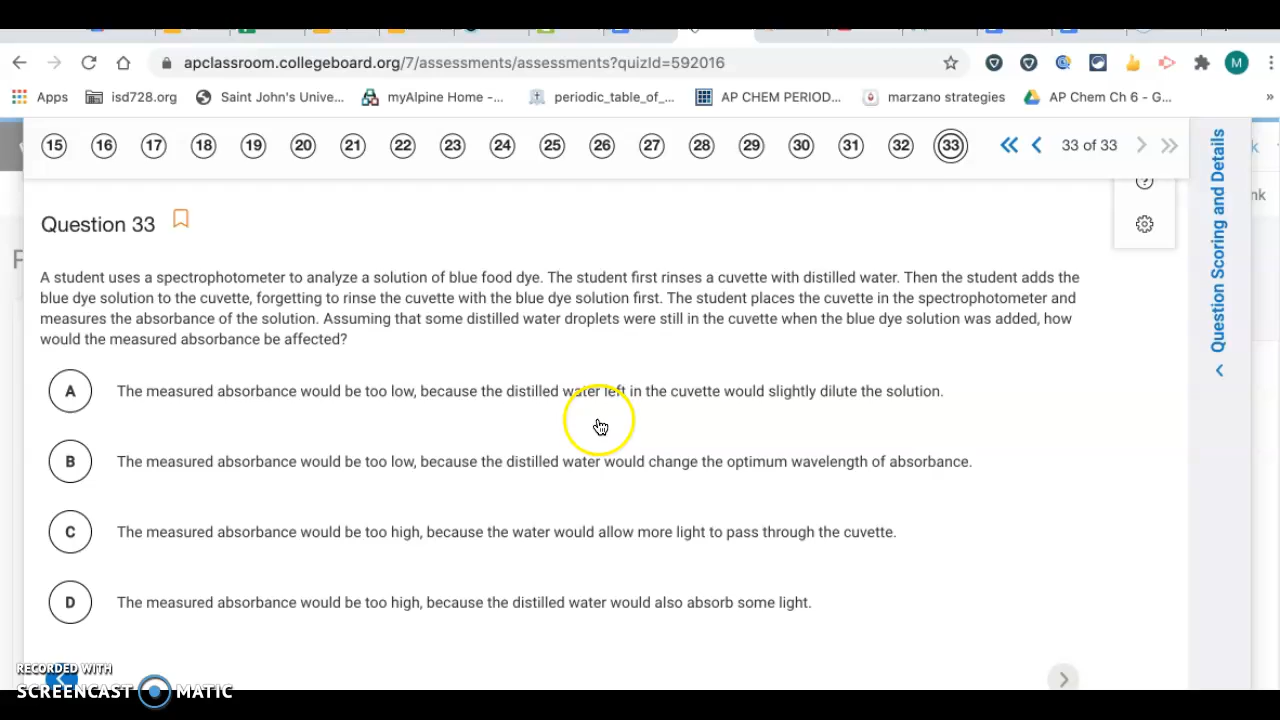 apclassroom.collegeboard.org/7/assessments/assessments?quizId=592016
M
Apps isd728.org Saint John's Unive... myAlpine Home -... periodic_table_of_... AP CHEM PERIOD... marzano strategies AP Chem Ch 6 - G... »
15 16 17 18 19 20 21 22 23 24 25 26 27 28 29 30 31 32 33 33 of 33
Question 33
A student uses a spectrophotometer to analyze a solution of blue food dye. The student first rinses a cuvette with distilled water. Then the student adds the
blue dye solution to the cuvette, forgetting to rinse the cuvette with the blue dye solution first. The student places the cuvette in the spectrophotometer and
measures the absorbance of the solution. Assuming that some distilled water droplets were still in the cuvette when the blue dye solution was added, how
would the measured absorbance be affected?
A The measured absorbance would be too low, because the distilled water left in the cuvette would slightly dilute the solution.
B The measured absorbance would be too low, because the distilled water would change the optimum wavelength of absorbance.
C The measured absorbance would be too high, because the water would allow more light to pass through the cuvette.
D The measured absorbance would be too high, because the distilled water would also absorb some light.
Question Scoring and Details
RECORDED WITH
SCREENCAST MATIC